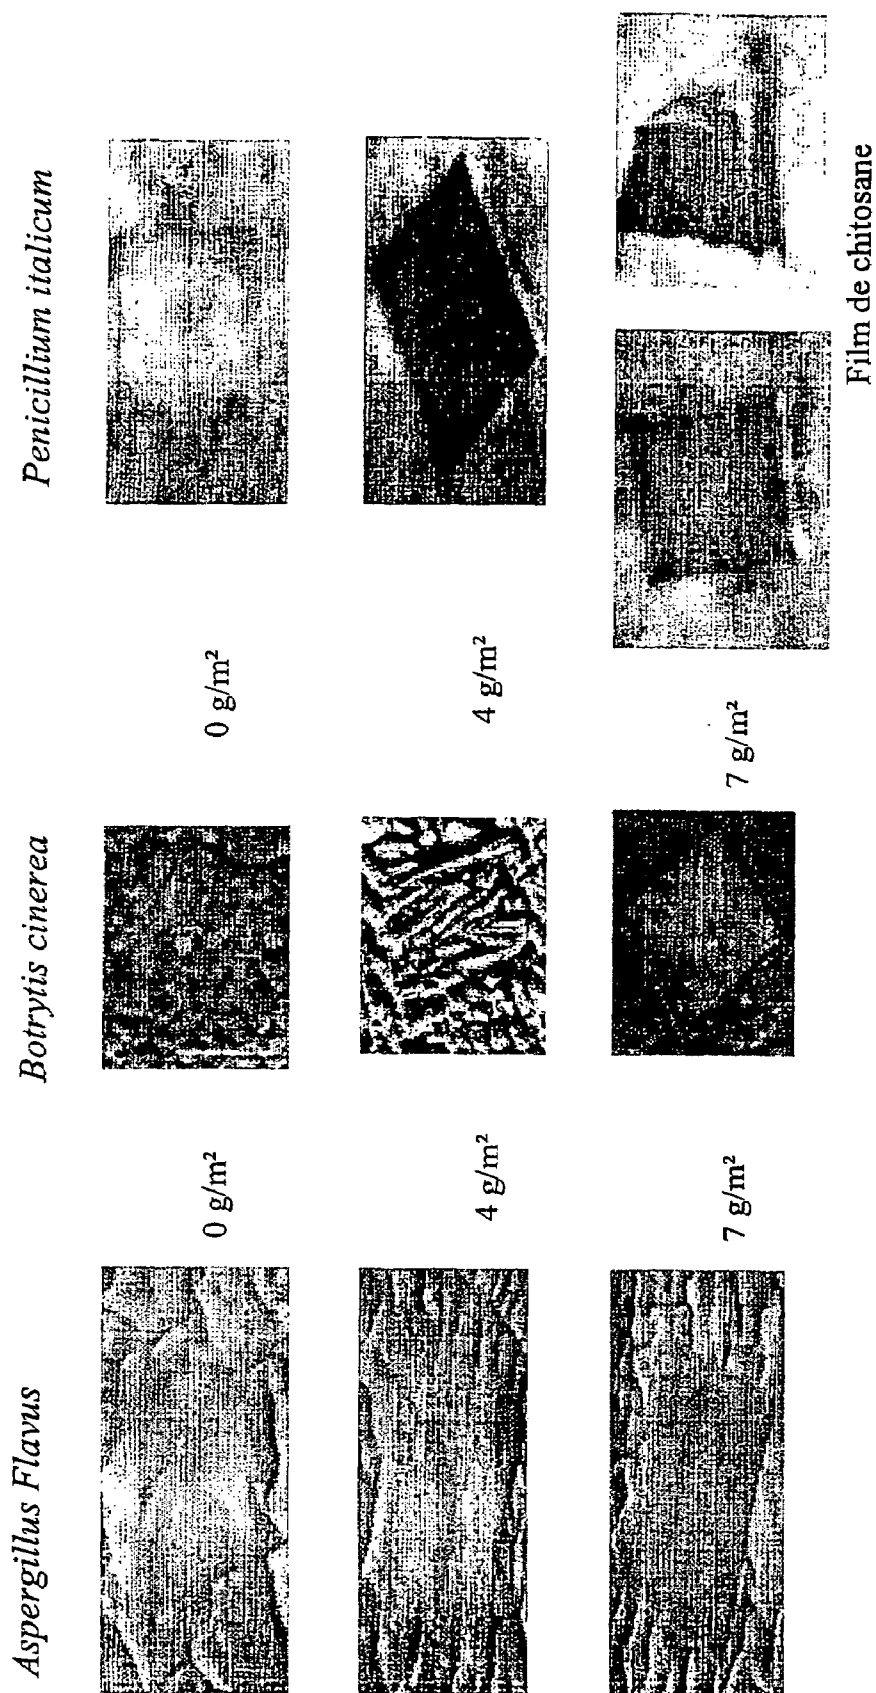 Aspergillus Flavus
Botrytis cinerea
Penicillium italicum
0 g/m²
0 g/m²
4 g/m²
4 g/m²
7 g/m²
7 g/m²
Film de chitosane